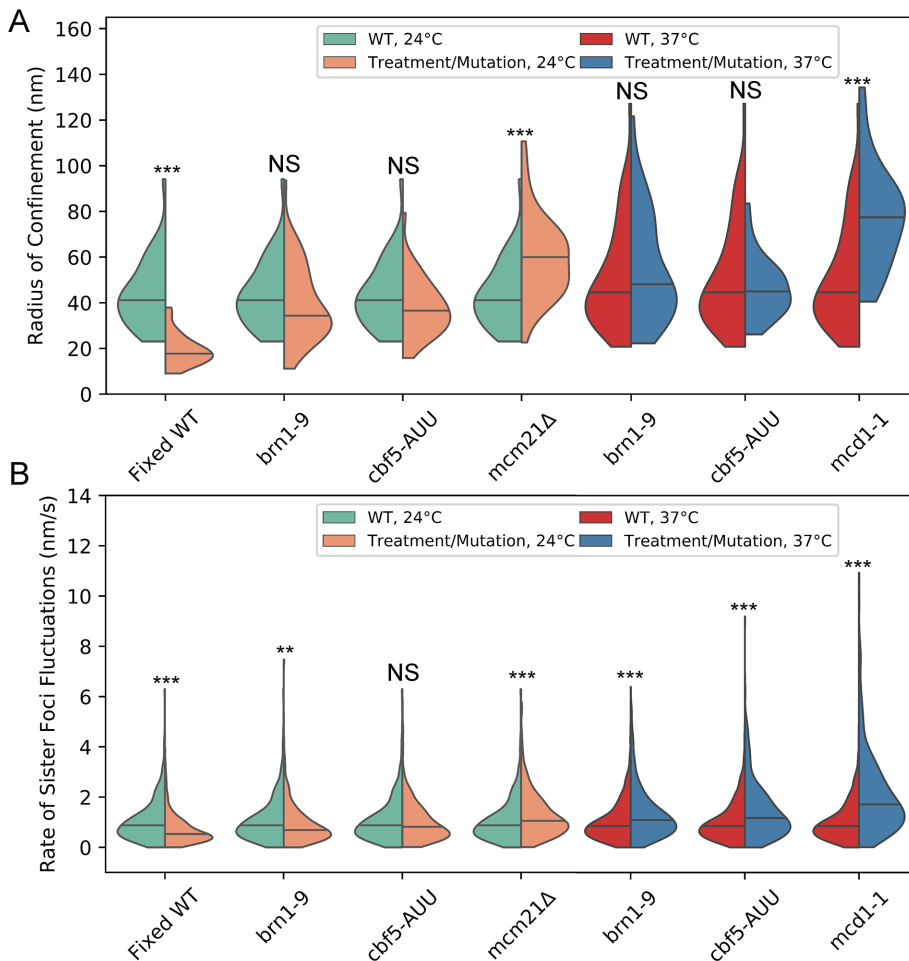 A
Radius of Confinement (nm)
160
140
120
100
80
60
40
20
0
WT, 24°C
WT, 37°C
Treatment/Mutation, 24°C
Treatment/Mutation, 37°C
***
NS
NS
***
NS
NS
***
Fixed WT
brn1-9
cbf5-AUU
mcm21Δ
brn1-9
cbf5-AUU
mcd1-1
B
Rate of Sister Foci Fluctuations (nm/s)
14
12
10
8
6
4
2
0
WT, 24°C
WT, 37°C
Treatment/Mutation, 24°C
Treatment/Mutation, 37°C
***
**
NS
***
***
***
***
Fixed WT
brn1-9
cbf5-AUU
mcm21Δ
brn1-9
cbf5-AUU
mcd1-1